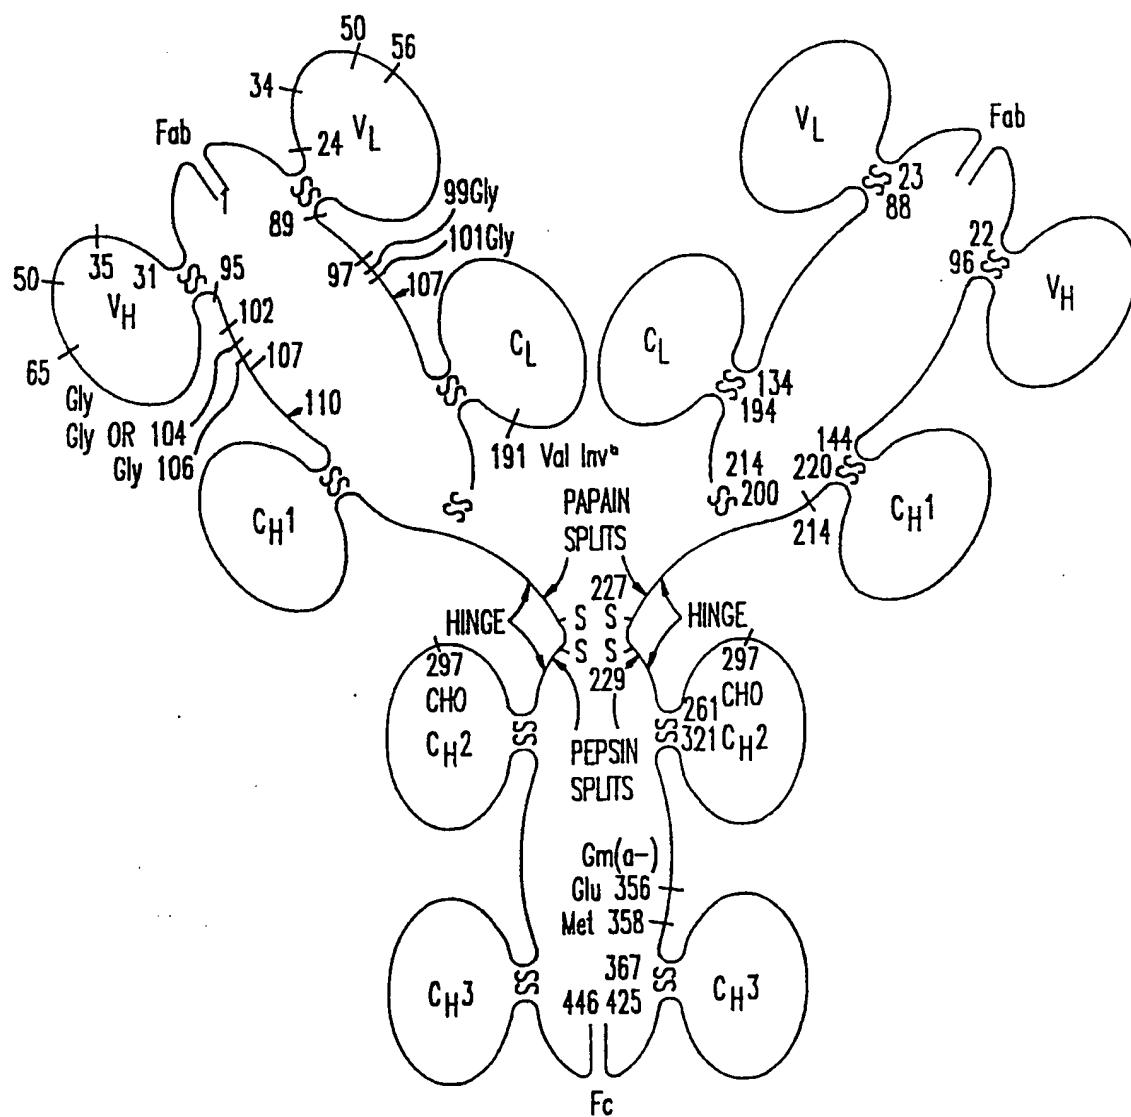 50
56
34
V_L
Fab
24
1
89
99Gly
101Gly
97
107
35
31
95
50
V_H
102
107
65
Gly
110
Gly OR 104
Gly 106
C_L
191 Val Inv^b
C_H1
V_L
Fab
23
88
22
96
V_H
C_L
134
194
144
220
214
200
214
C_H1
PAPAIN
SPLITS
227
HINGE
S S
HINGE
S S
229
297
CHO
C_H2
297
CHO
261
321
C_H2
PEPSIN
SPLITS
Gm(a-)
Glu 356
Met 358
367
446 425
C_H3
C_H3
Fc